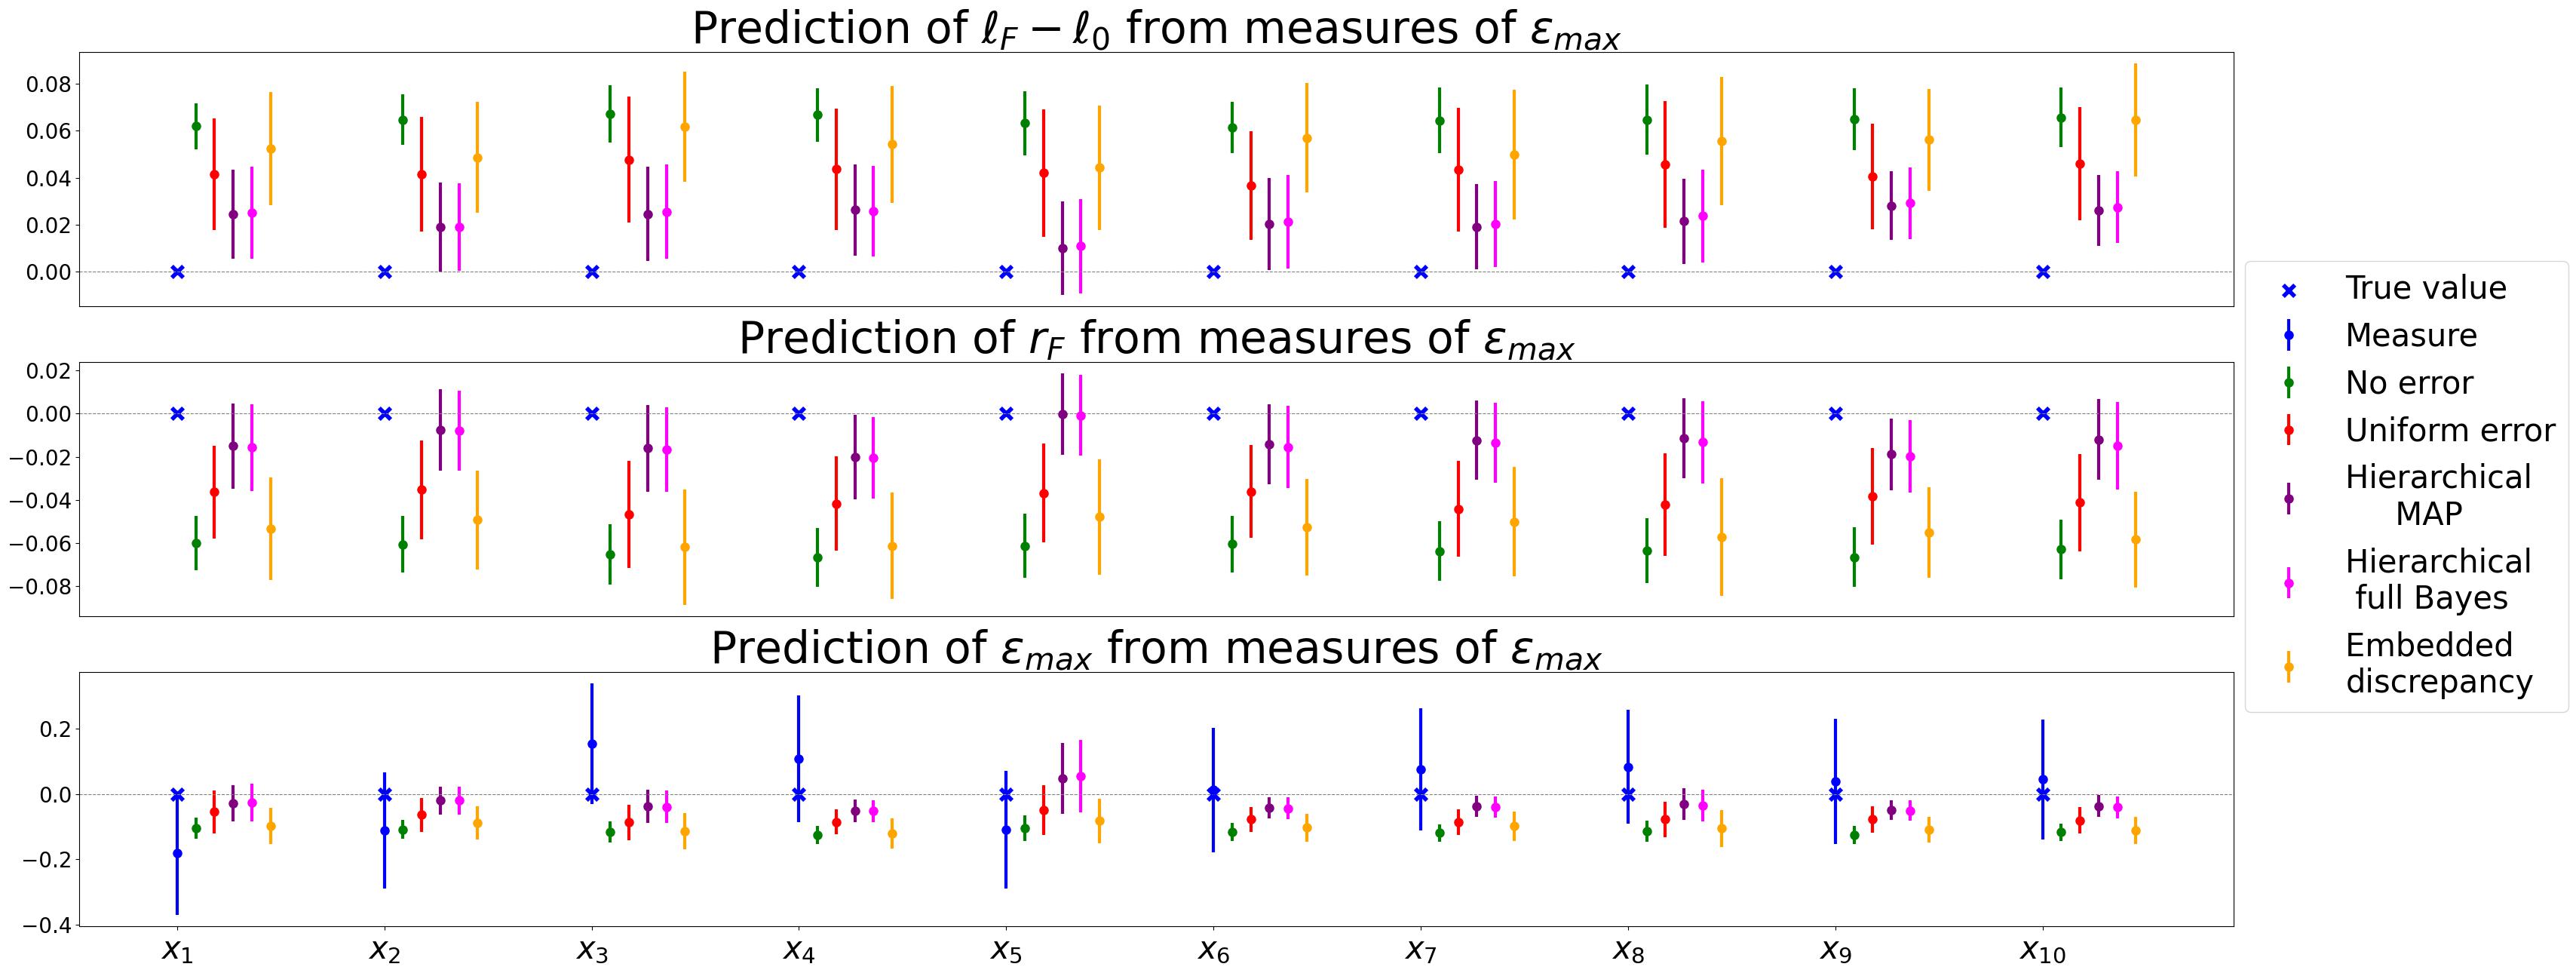 Prediction of ℓ_F − ℓ_0 from measures of ε_max
0.08
0.06
0.04
0.02
0.00
Prediction of r_F from measures of ε_max
0.02
0.00
−0.02
−0.04
−0.06
−0.08
Prediction of ε_max from measures of ε_max
0.2
0.0
−0.2
−0.4
x_1 x_2 x_3 x_4 x_5 x_6 x_7 x_8 x_9 x_10
True value
Measure
No error
Uniform error
Hierarchical
MAP
Hierarchical
full Bayes
Embedded
discrepancy